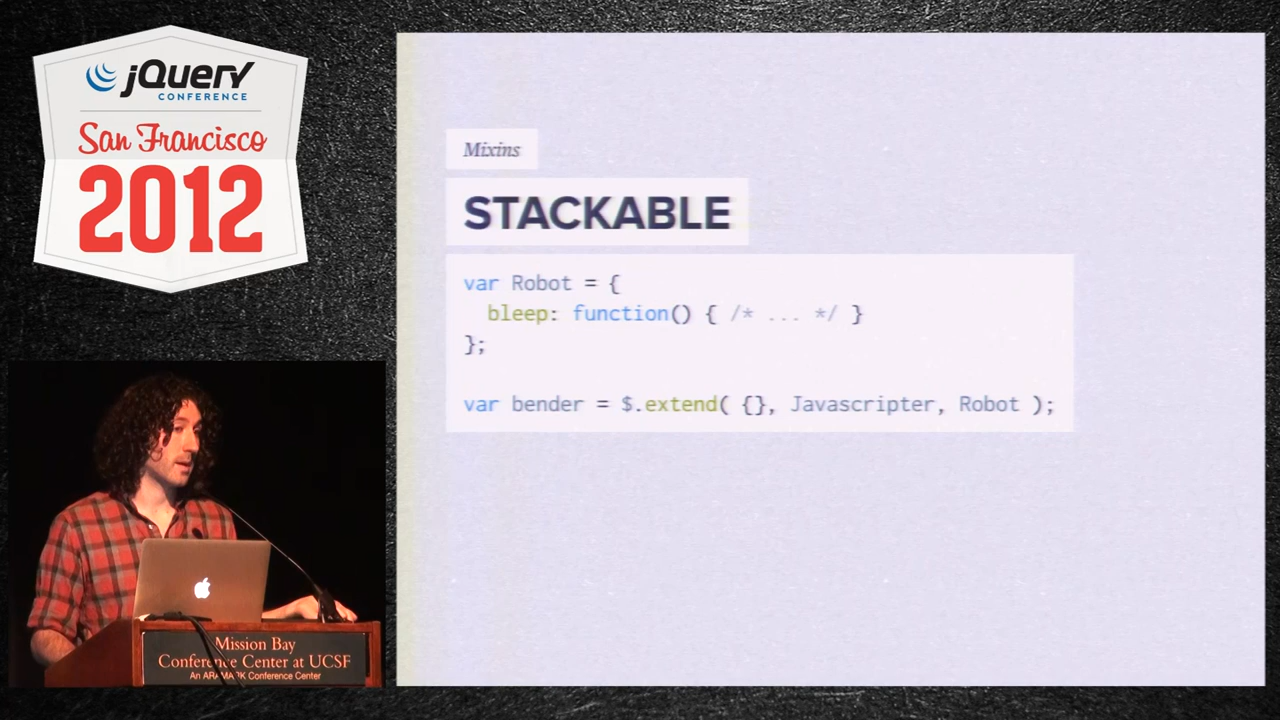 jQuery
CONFERENCE
San Francisco
2012
Mixins
STACKABLE
var Robot = {
bleep: function() { /* ... */ }
};
var bender = $.extend( {}, Javascripter, Robot );
Mission Bay
Conference Center at UCSF
An ARAMARK Conference Center